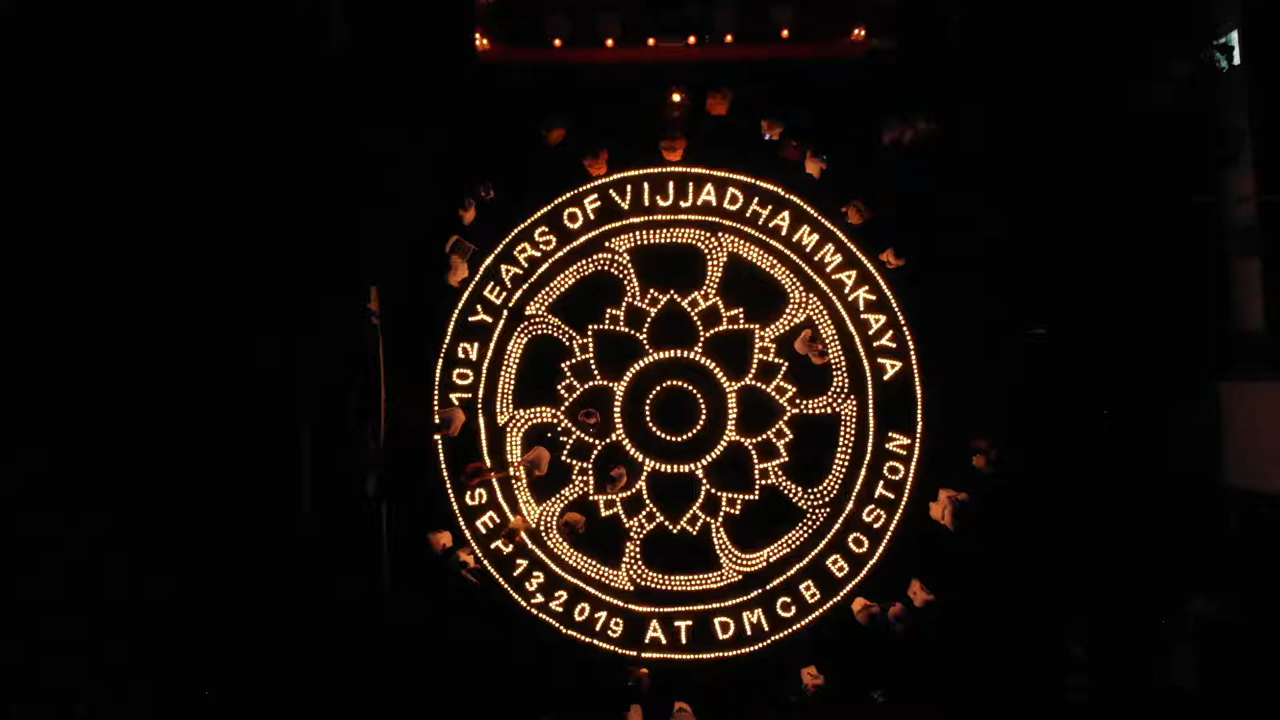 102 YEARS OF VIJJADHAMMAKAYA
SEP 13,2019 AT DMCB BOSTON